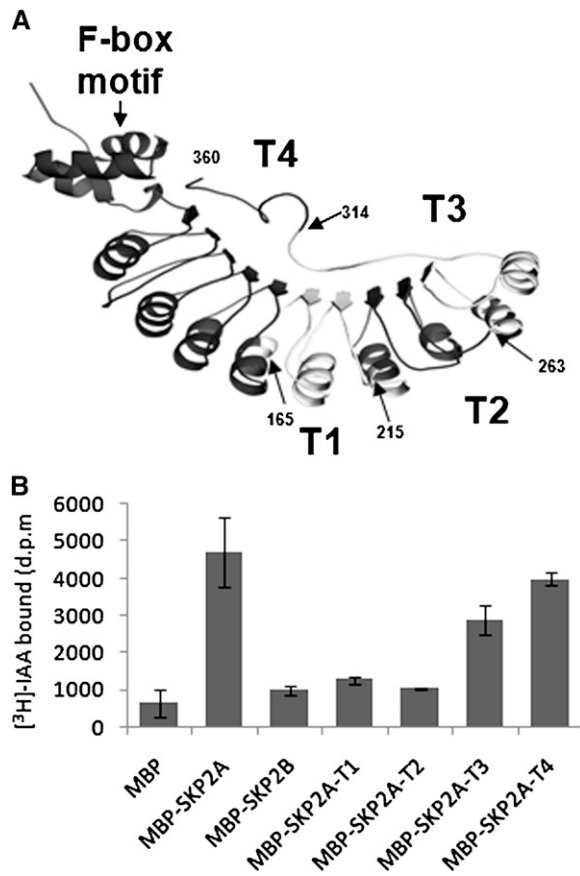 A
F-box
motif
360
T4
314
T3
165
T1
215
T2
263
B
[³H]-IAA bound (d.p.m
6000
5000
4000
3000
2000
1000
0
MBP
MBP-SKP2A
MBP-SKP2B
MBP-SKP2A-T1
MBP-SKP2A-T2
MBP-SKP2A-T3
MBP-SKP2A-T4